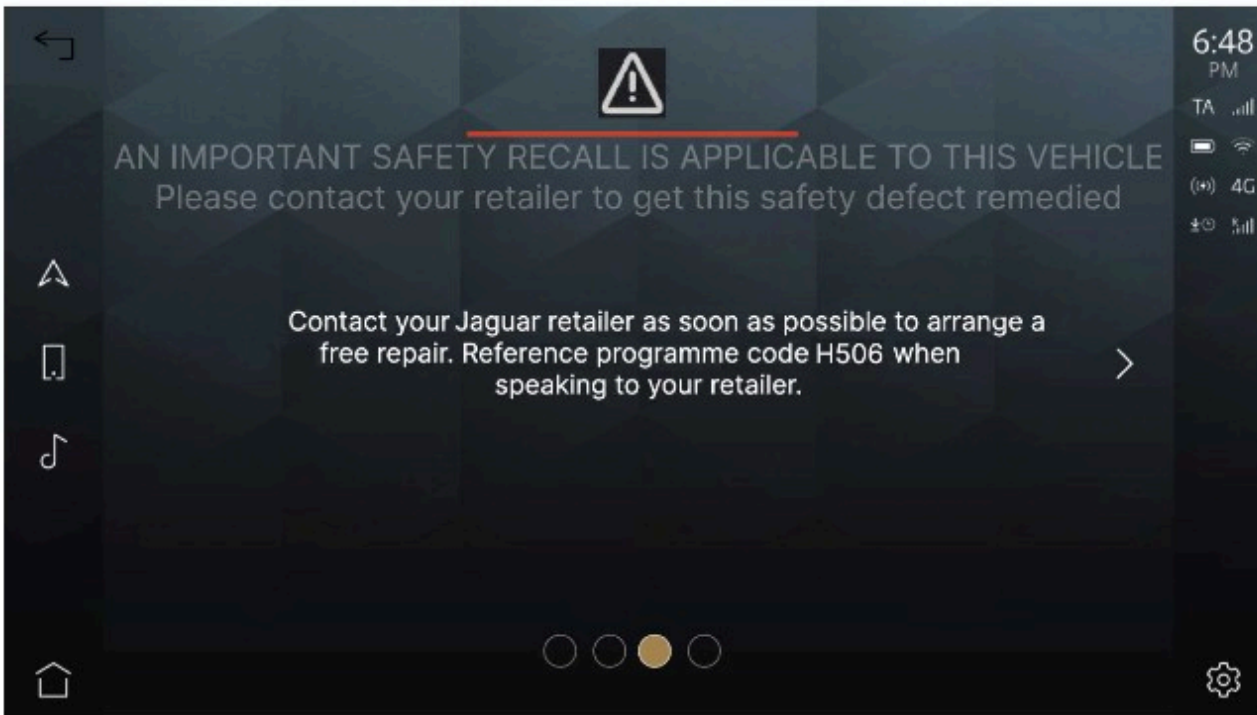 6:48
PM
TA
AN IMPORTANT SAFETY RECALL IS APPLICABLE TO THIS VEHICLE
Please contact your retailer to get this safety defect remedied
4G
Contact your Jaguar retailer as soon as possible to arrange a
free repair. Reference programme code H506 when
speaking to your retailer.